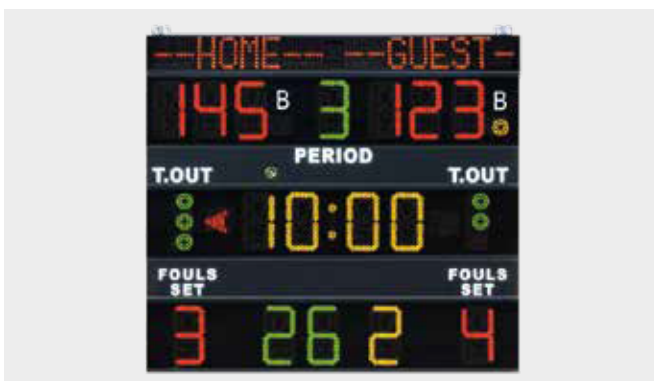 --HOME-- --GUEST-
145 B 3 123 B
PERIOD
T.OUT T.OUT
10:00
FOULS SET FOULS SET
3 26 2 4